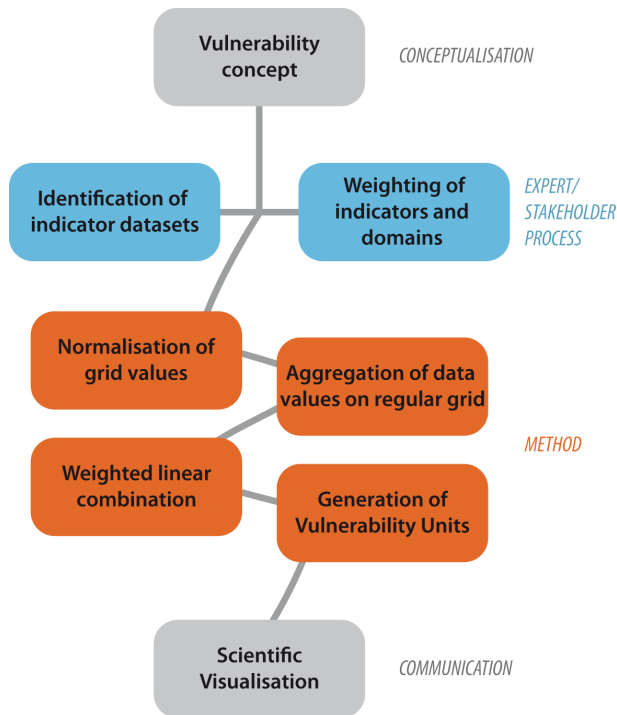 Vulnerability
concept
CONCEPTUALISATION
Identification of
indicator datasets
Weighting of
indicators and
domains
EXPERT/
STAKEHOLDER
PROCESS
Normalisation of
grid values
Aggregation of data
values on regular grid
METHOD
Weighted linear
combination
Generation of
Vulnerability Units
Scientific
Visualisation
COMMUNICATION